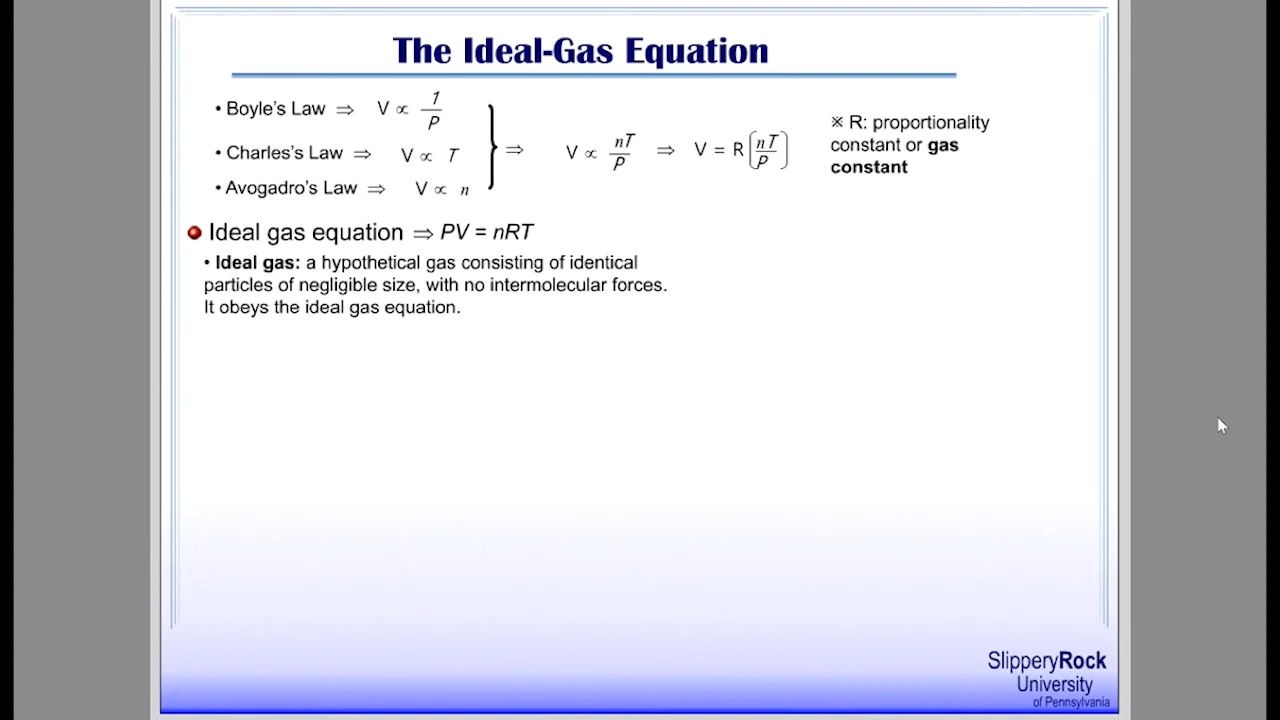 The Ideal-Gas Equation
• Boyle's Law ⇒ V ∝ 1/P
• Charles's Law ⇒ V ∝ T
• Avogadro's Law ⇒ V ∝ n
} ⇒ V ∝ nT/P ⇒ V = R(nT/P)
※ R: proportionality
constant or gas
constant
Ideal gas equation ⇒ PV = nRT
• Ideal gas: a hypothetical gas consisting of identical
particles of negligible size, with no intermolecular forces.
It obeys the ideal gas equation.
SlipperyRock
University
of Pennsylvania